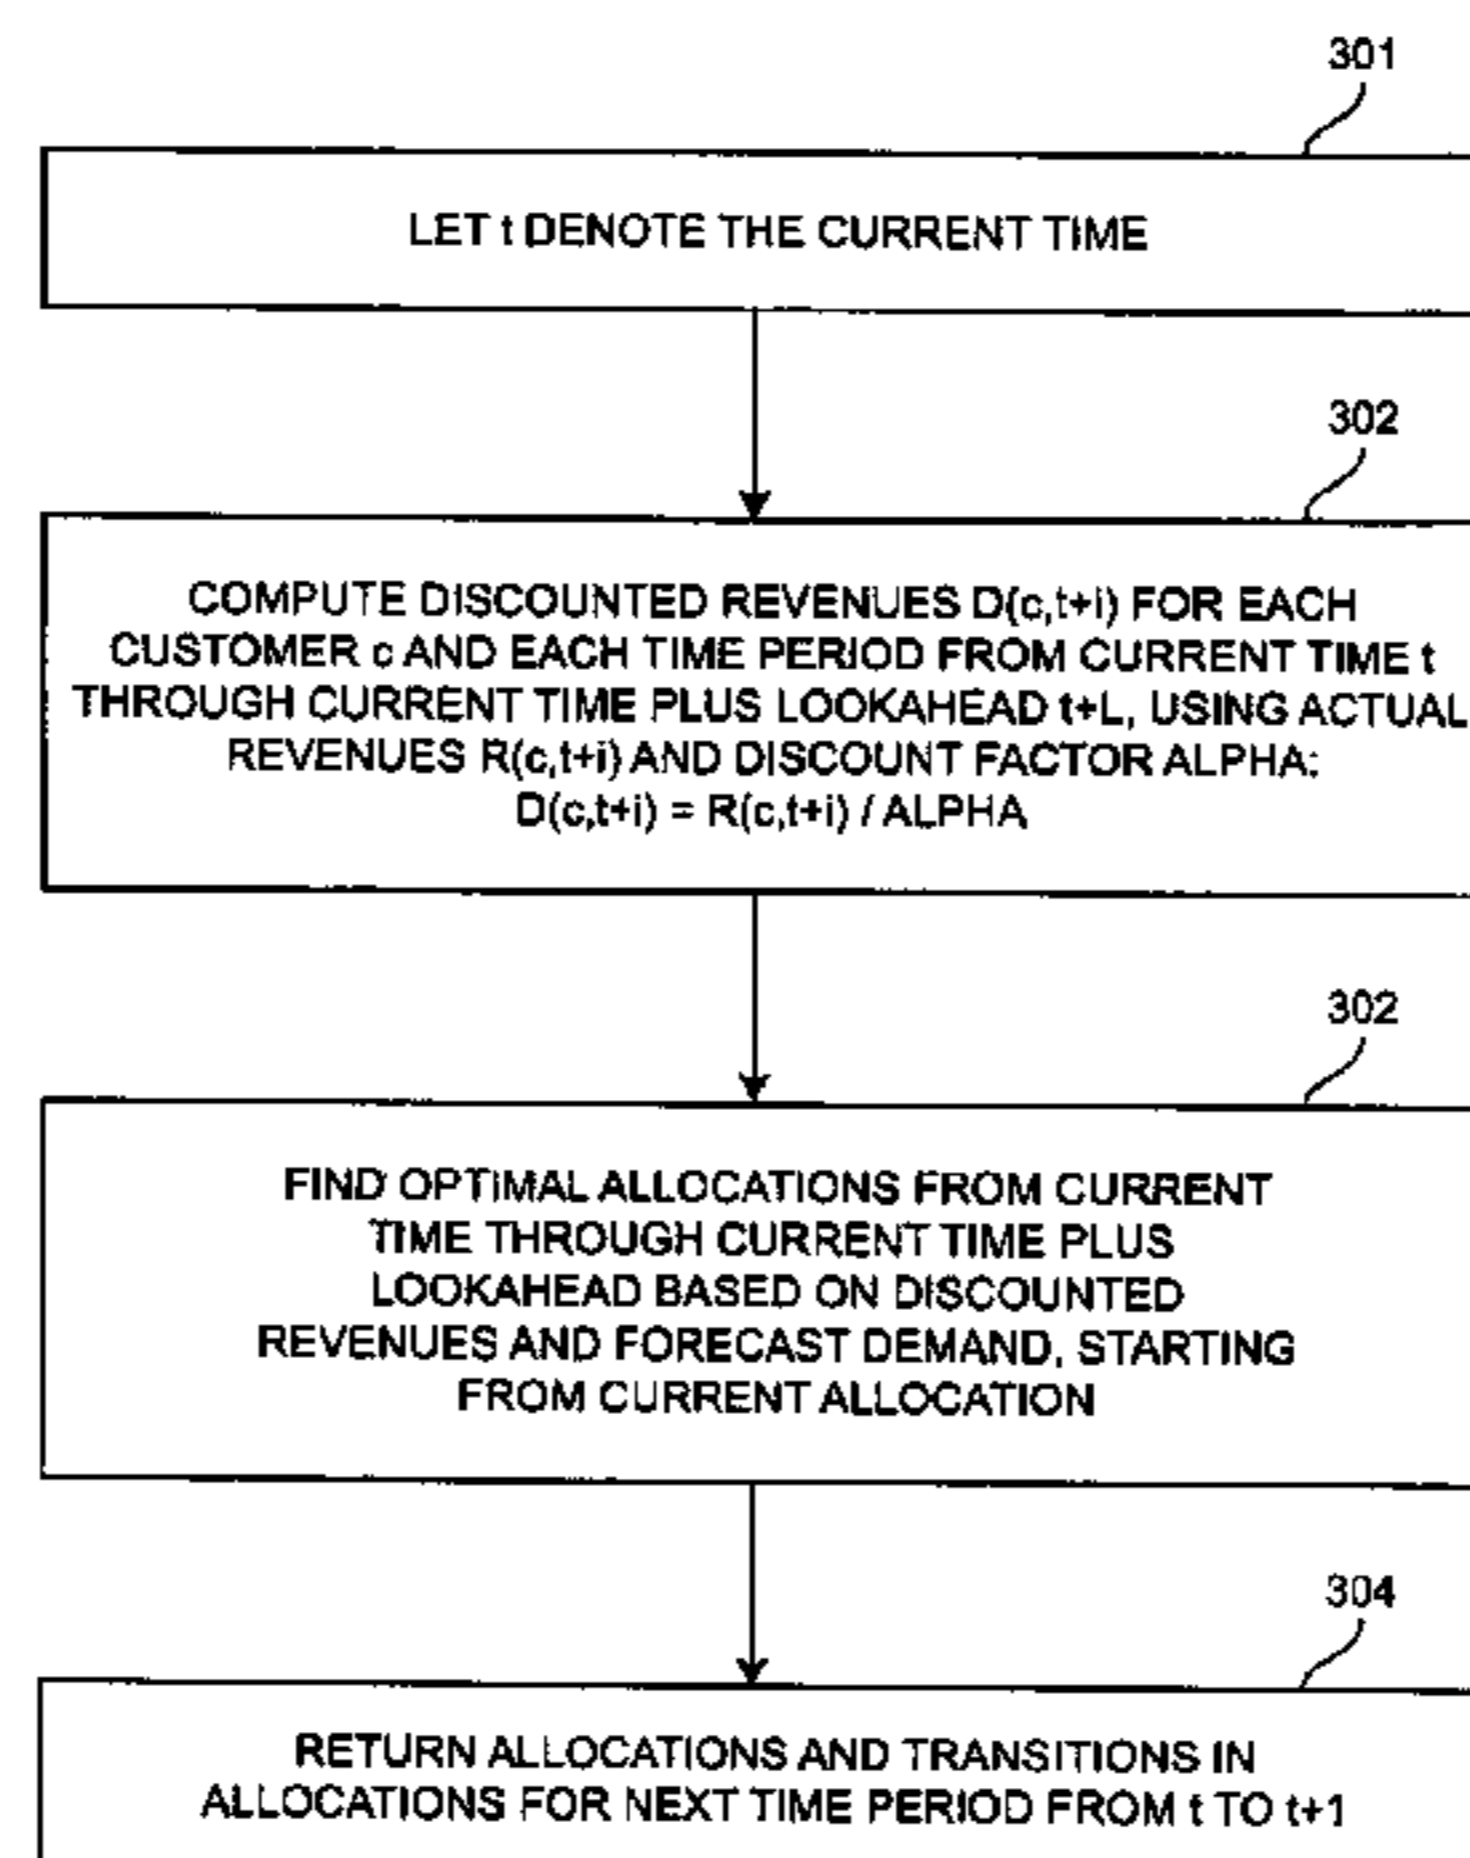 301
LET t DENOTE THE CURRENT TIME
302
COMPUTE DISCOUNTED REVENUES D(c,t+i) FOR EACH
CUSTOMER c AND EACH TIME PERIOD FROM CURRENT TIME t
THROUGH CURRENT TIME PLUS LOOKAHEAD t+L, USING ACTUAL
REVENUES R(c,t+i) AND DISCOUNT FACTOR ALPHA:
D(c,t+i) = R(c,t+i) / ALPHA
302
FIND OPTIMAL ALLOCATIONS FROM CURRENT
TIME THROUGH CURRENT TIME PLUS
LOOKAHEAD BASED ON DISCOUNTED
REVENUES AND FORECAST DEMAND, STARTING
FROM CURRENT ALLOCATION
304
RETURN ALLOCATIONS AND TRANSITIONS IN
ALLOCATIONS FOR NEXT TIME PERIOD FROM t TO t+1